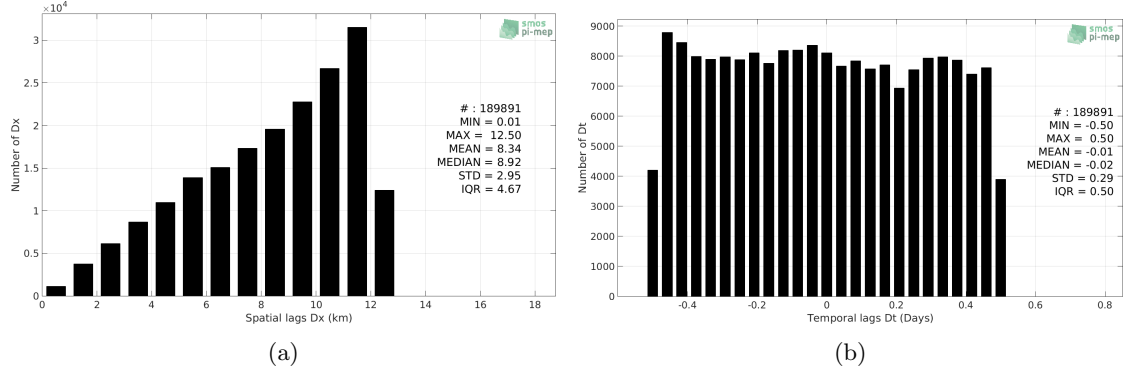 ×10⁴
3
2.5
2
1.5
1
0.5
0
0 2 4 6 8 10 12 14 16 18
Number of Dx
Spatial lags Dx (km)
smos
pi-mep
# : 189891
MIN = 0.01
MAX = 12.50
MEAN = 8.34
MEDIAN = 8.92
STD = 2.95
IQR = 4.67
(a)
9000
8000
7000
6000
5000
4000
3000
2000
1000
0
-0.4 -0.2 0 0.2 0.4 0.6 0.8
Number of Dt
Temporal lags Dt (Days)
smos
pi-mep
# : 189891
MIN = -0.50
MAX = 0.50
MEAN = -0.01
MEDIAN = -0.02
STD = 0.29
IQR = 0.50
(b)